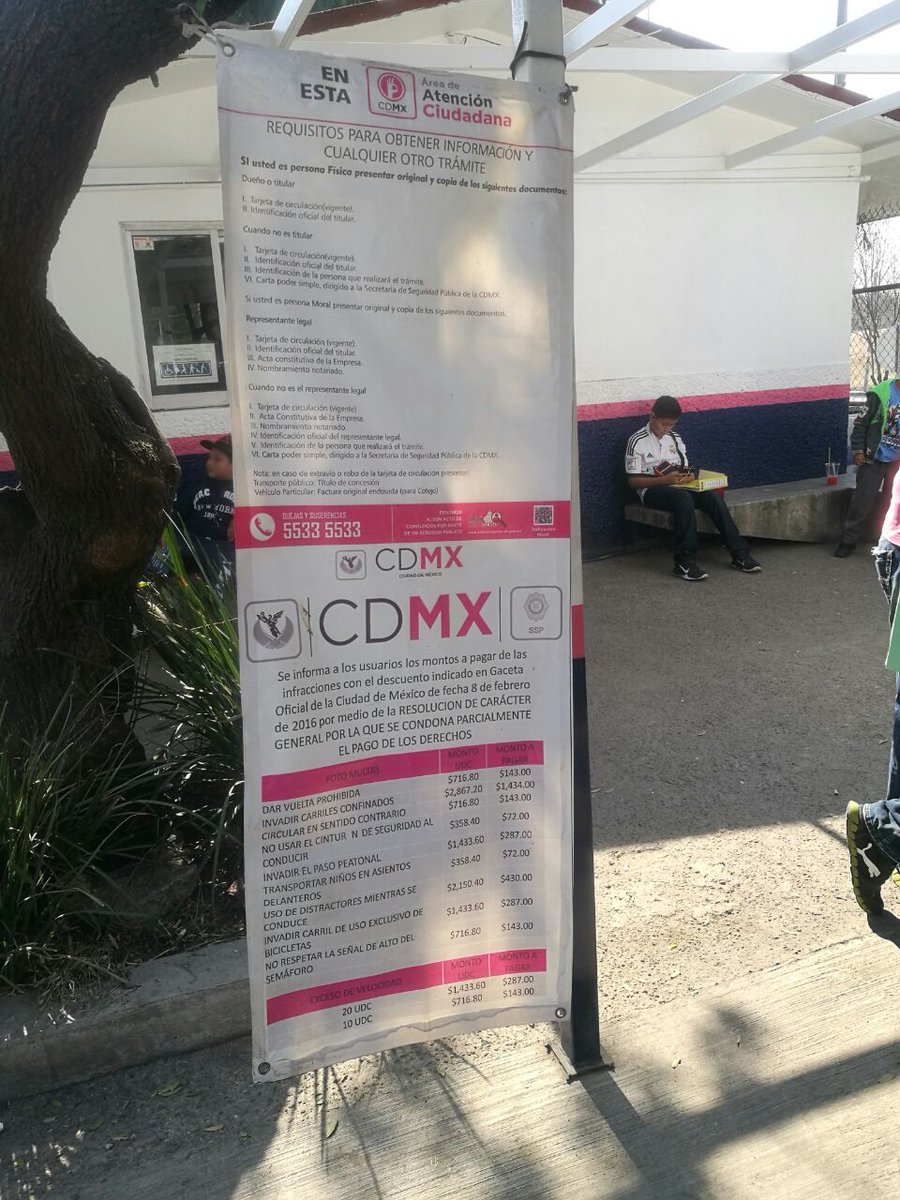 EN
ESTA
CDMX
Área de
Atención
Ciudadana
REQUISITOS PARA OBTENER INFORMACIÓN Y
CUALQUIER OTRO TRÁMITE
SI usted es persona Física presentar original y copia de los siguientes documentos:
Dueño o titular
I. Tarjeta de circulación(vigente).
II. Identificación oficial del titular.
Cuando no es titular
I. Tarjeta de circulación(vigente).
II. Identificación oficial del titular.
III. Identificación de la persona que realizará el trámite.
VI. Carta poder simple, dirigido a la Secretaría de Seguridad Pública de la CDMX.
Si usted es persona Moral presentar original y copia de los siguientes documentos:
Representante legal
I. Tarjeta de circulación (vigente)
II. Identificación oficial del titular.
III. Acta constitutiva de la Empresa.
IV. Nombramiento notariado.
Cuando no es el representante legal
I. Tarjeta de circulación (vigente)
II. Acta Constitutiva de la Empresa.
III. Nombramiento notariado.
IV. Identificación oficial del representante legal.
V. Identificación de la persona que realizará el trámite.
VI. Carta poder simple, dirigido a la Secretaría de Seguridad Pública de la CDMX.
Nota: en caso de extravío o robo de la tarjeta de circulación presentar.
Transporte público: Título de concesión
Vehículo Particular: Factura original endosada (para Cotejo)
QUEJAS Y SUGERENCIAS
5533 5533
DENUNCIA
ALGÚN ACTO DE
CORRUPCIÓN POR PARTE
DE UN SERVIDOR PÚBLICO
CDMX
CIUDAD DE MÉXICO
CDMX
SSP
Se informa a los usuarios los montos a pagar de las
infracciones con el descuento indicado en Gaceta
Oficial de la Ciudad de México de fecha 8 de febrero
de 2016 por medio de la RESOLUCION DE CARÁCTER
GENERAL POR LA QUE SE CONDONA PARCIALMENTE
EL PAGO DE LOS DERECHOS
FOTO MULTAS MONTO UDC MONTO A PAGAR
DAR VUELTA PROHIBIDA $716.80 $143.00
INVADIR CARRILES CONFINADOS $2,867.20 $1,434.00
CIRCULAR EN SENTIDO CONTRARIO $716.80 $143.00
NO USAR EL CINTUR N DE SEGURIDAD AL
CONDUCIR $358.40 $72.00
INVADIR EL PASO PEATONAL $1,433.60 $287.00
TRANSPORTAR NIÑOS EN ASIENTOS
DELANTEROS $358.40 $72.00
USO DE DISTRACTORES MIENTRAS SE
CONDUCE $2,150.40 $430.00
INVADIR CARRIL DE USO EXCLUSIVO DE
BICICLETAS $1,433.60 $287.00
NO RESPETAR LA SEÑAL DE ALTO DEL
SEMÁFORO $716.80 $143.00
EXCESO DE VELOCIDAD MONTO UDC MONTO A PAGAR
20 UDC $1,433.60 $287.00
10 UDC $716.80 $143.00